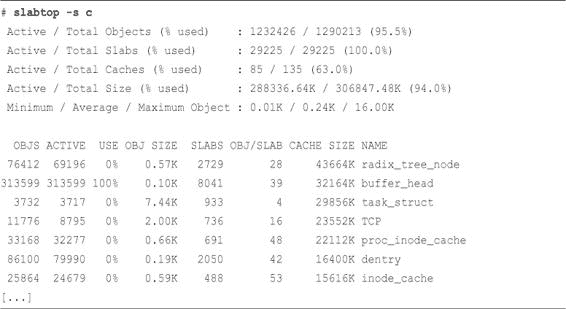 # slabtop -s c
Active / Total Objects (% used) : 1232426 / 1290213 (95.5%)
Active / Total Slabs (% used) : 29225 / 29225 (100.0%)
Active / Total Caches (% used) : 85 / 135 (63.0%)
Active / Total Size (% used) : 288336.64K / 306847.48K (94.0%)
Minimum / Average / Maximum Object : 0.01K / 0.24K / 16.00K
OBJS ACTIVE USE OBJ SIZE SLABS OBJ/SLAB CACHE SIZE NAME
76412 69196 0% 0.57K 2729 28 43664K radix_tree_node
313599 313599 100% 0.10K 8041 39 32164K buffer_head
3732 3717 0% 7.44K 933 4 29856K task_struct
11776 8795 0% 2.00K 736 16 23552K TCP
33168 32277 0% 0.66K 691 48 22112K proc_inode_cache
86100 79990 0% 0.19K 2050 42 16400K dentry
25864 24679 0% 0.59K 488 53 15616K inode_cache
[...]